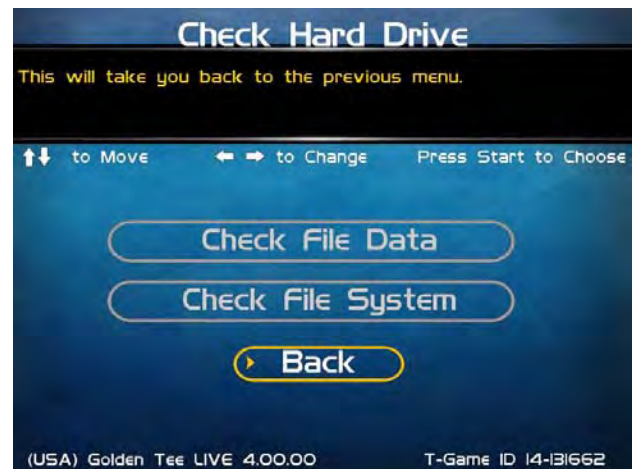 Check Hard Drive
This will take you back to the previous menu.
to Move to Change Press Start to Choose
Check File Data
Check File System
Back
(USA) Golden Tee LIVE 4.00.00 T-Game ID 14-131662